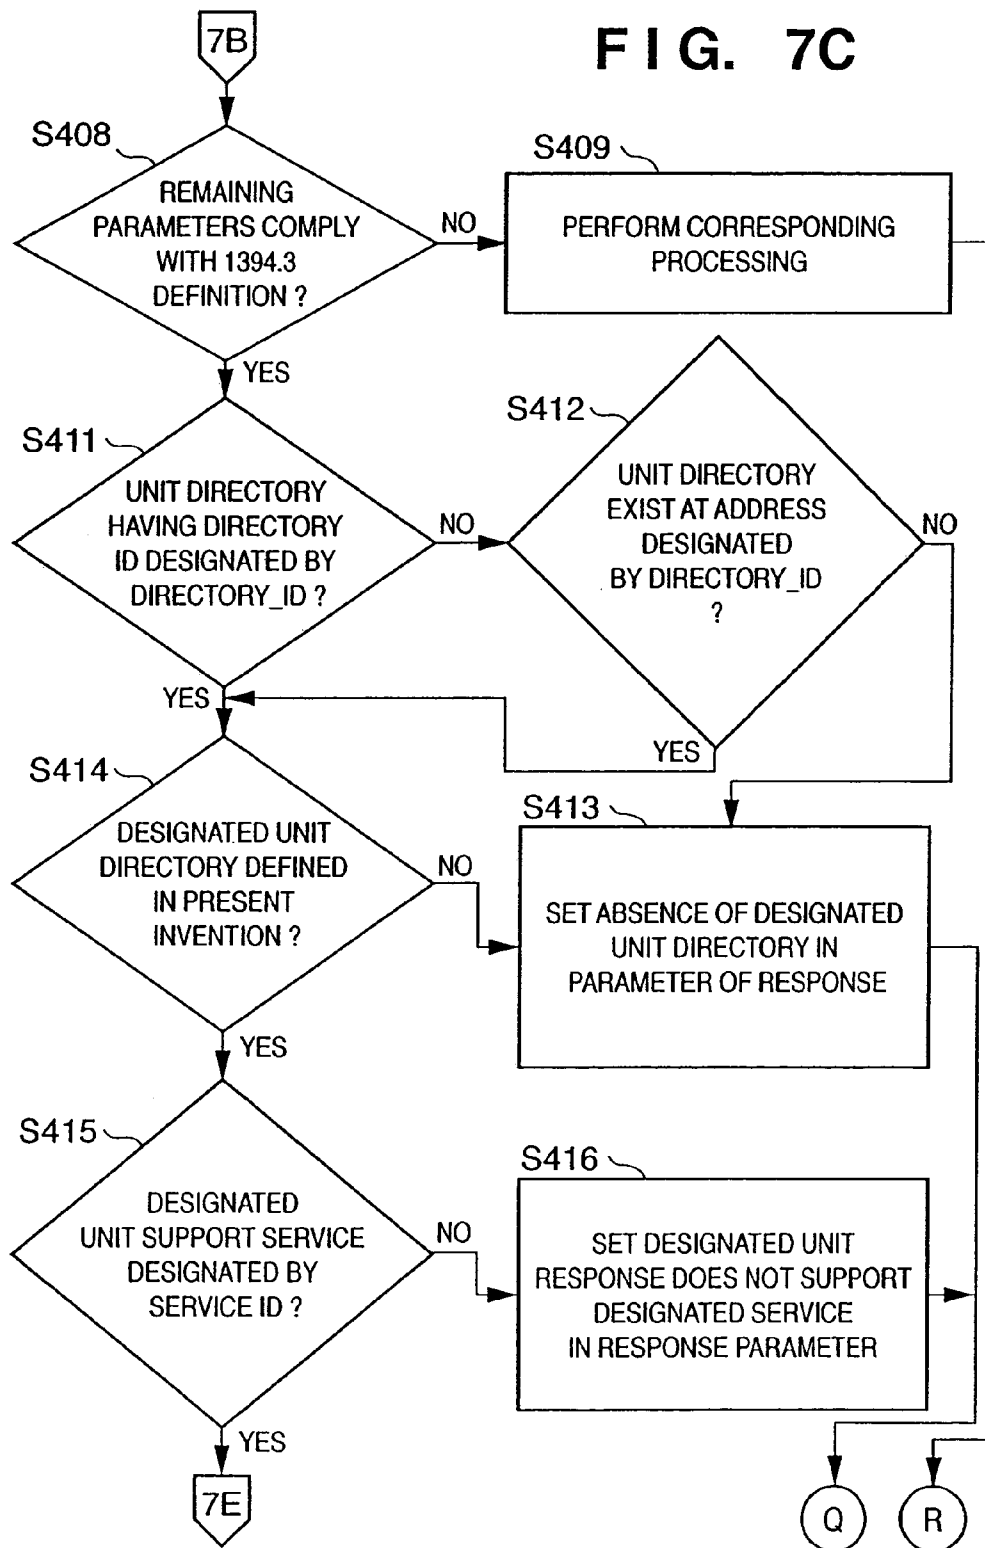 7B
FIG. 7C
S408
REMAINING
PARAMETERS COMPLY
WITH 1394.3
DEFINITION ?
NO
YES
S409
PERFORM CORRESPONDING
PROCESSING
S411
UNIT DIRECTORY
HAVING DIRECTORY
ID DESIGNATED BY
DIRECTORY_ID ?
NO
YES
S412
UNIT DIRECTORY
EXIST AT ADDRESS
DESIGNATED
BY DIRECTORY_ID
?
NO
YES
S414
DESIGNATED UNIT
DIRECTORY DEFINED
IN PRESENT
INVENTION ?
NO
YES
S413
SET ABSENCE OF DESIGNATED
UNIT DIRECTORY IN
PARAMETER OF RESPONSE
S415
DESIGNATED
UNIT SUPPORT SERVICE
DESIGNATED BY
SERVICE ID ?
NO
YES
S416
SET DESIGNATED UNIT
RESPONSE DOES NOT SUPPORT
DESIGNATED SERVICE
IN RESPONSE PARAMETER
7E
Q
R